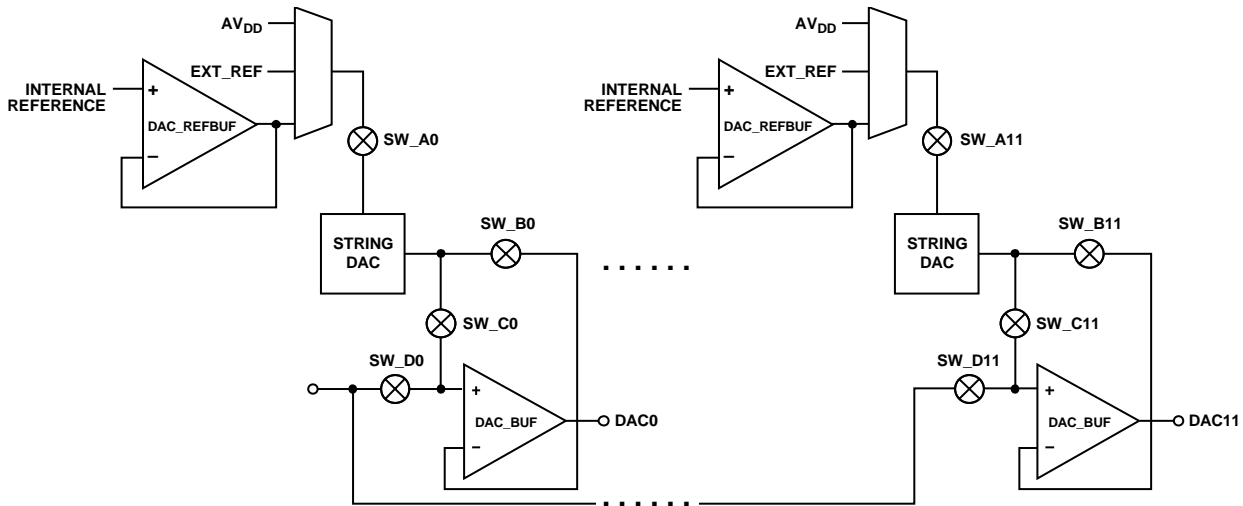 AVDD
EXT_REF
INTERNAL
REFERENCE
+
DAC_REFBUF
−
SW_A0
STRING
DAC
SW_B0
SW_C0
SW_D0
+
DAC_BUF
−
DAC0
......
......
AVDD
EXT_REF
INTERNAL
REFERENCE
+
DAC_REFBUF
−
SW_A11
STRING
DAC
SW_B11
SW_C11
SW_D11
+
DAC_BUF
−
DAC11